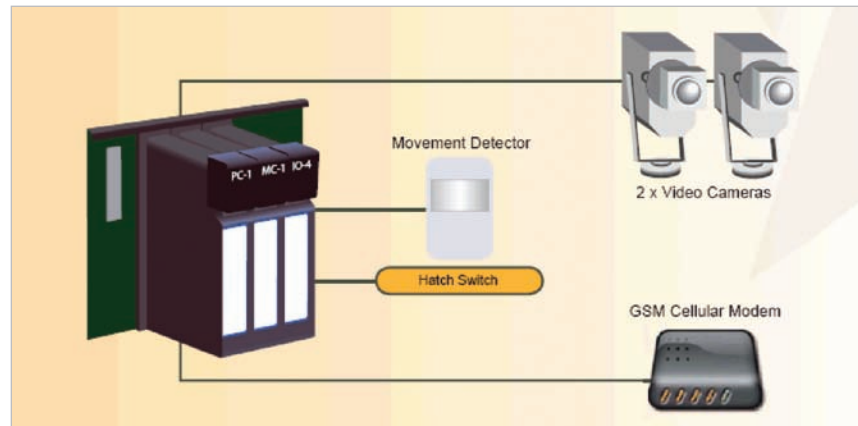 PC-1 MC-1 IO-4
Movement Detector
2 x Video Cameras
Hatch Switch
GSM Cellular Modem